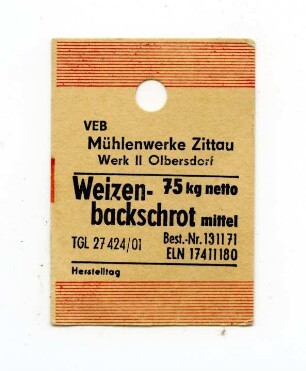 VEB
Mühlenwerke Zittau
Werk II Olbersdorf
Weizen- 75 kg netto
backschrot mittel
TGL 27 424/01 Best.-Nr. 131171
ELN 17411180
Herstelltag